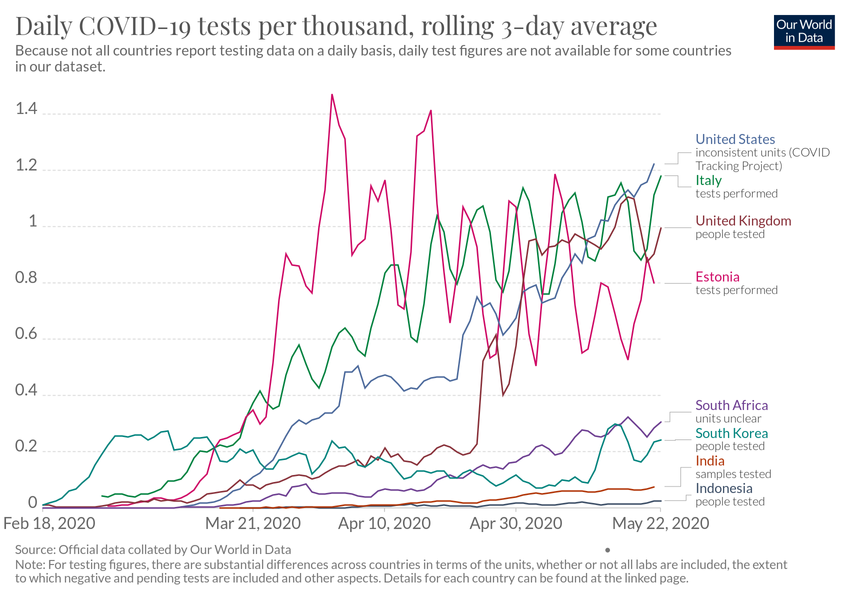 Daily COVID-19 tests per thousand, rolling 3-day average
Our World
in Data
Because not all countries report testing data on a daily basis, daily test figures are not available for some countries
in our dataset.
1.4
1.2
1
0.8
0.6
0.4
0.2
0
United States
inconsistent units (COVID
Tracking Project)
Italy
tests performed
United Kingdom
people tested
Estonia
tests performed
South Africa
units unclear
South Korea
people tested
India
samples tested
Indonesia
people tested
Feb 18, 2020
Mar 21, 2020
Apr 10, 2020
Apr 30, 2020
May 22, 2020
Source: Official data collated by Our World in Data
Note: For testing figures, there are substantial differences across countries in terms of the units, whether or not all labs are included, the extent
to which negative and pending tests are included and other aspects. Details for each country can be found at the linked page.